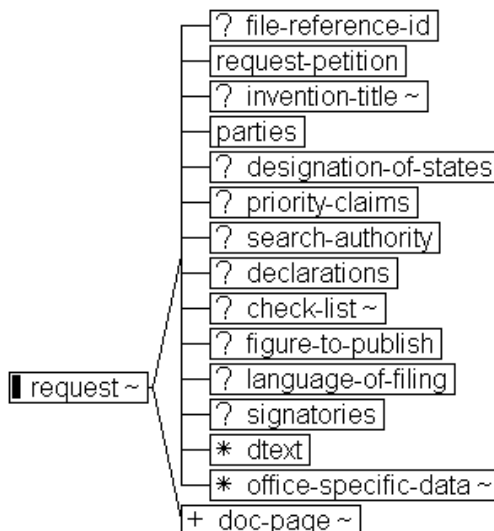 ? file-reference-id
request-petition
? invention-title ~
parties
? designation-of-states
? priority-claims
? search-authority
? declarations
? check-list ~
? figure-to-publish
request ~
? language-of-filing
? signatories
* dtext
* office-specific-data ~
+ doc-page ~